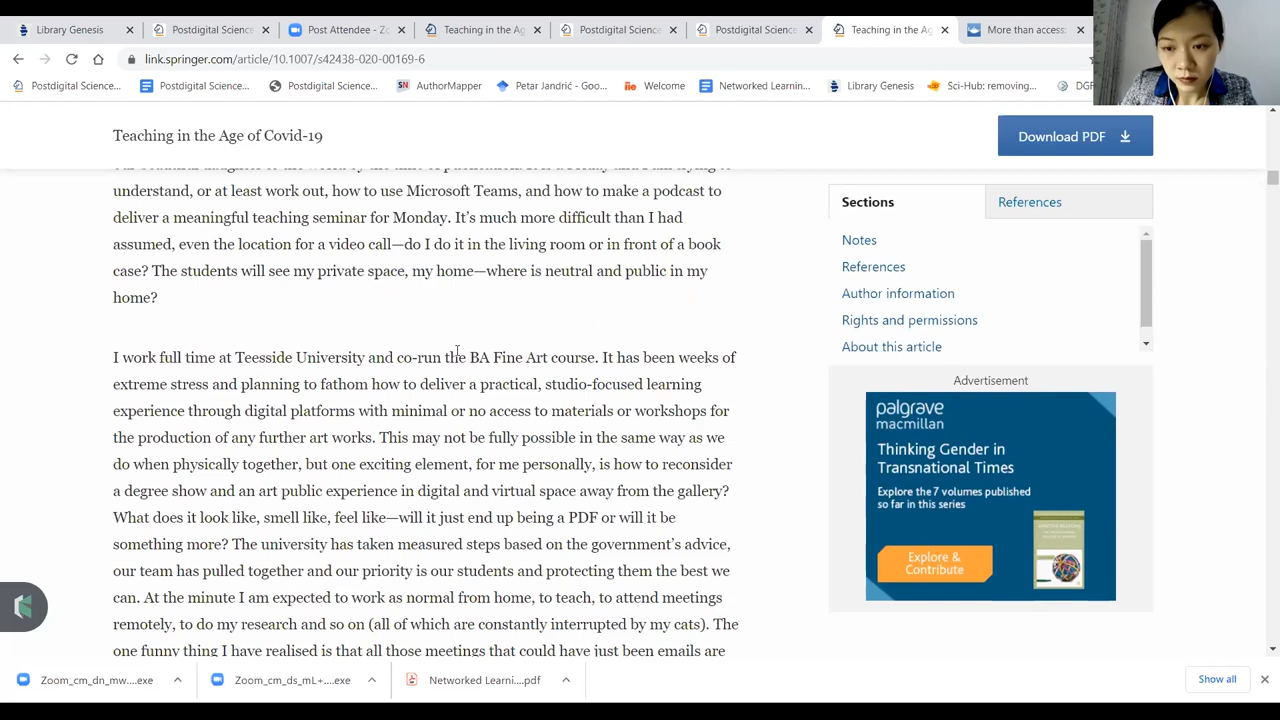 Library Genesis
Postdigital Science
Post Attendee - Zo
Teaching in the Age
Postdigital Science
Postdigital Science
Teaching in the Age
More than access:
link.springer.com/article/10.1007/s42438-020-00169-6
Postdigital Science...
Postdigital Science...
Postdigital Science...
SN AuthorMapper
Petar Jandrić - Goo...
iie Welcome
Networked Learnin...
Library Genesis
Sci-Hub: removing...
DGF
Teaching in the Age of Covid-19
Download PDF
understand, or at least work out, how to use Microsoft Teams, and how to make a podcast to
deliver a meaningful teaching seminar for Monday. It's much more difficult than I had
assumed, even the location for a video call—do I do it in the living room or in front of a book
case? The students will see my private space, my home—where is neutral and public in my
home?
I work full time at Teesside University and co-run the BA Fine Art course. It has been weeks of
extreme stress and planning to fathom how to deliver a practical, studio-focused learning
experience through digital platforms with minimal or no access to materials or workshops for
the production of any further art works. This may not be fully possible in the same way as we
do when physically together, but one exciting element, for me personally, is how to reconsider
a degree show and an art public experience in digital and virtual space away from the gallery?
What does it look like, smell like, feel like—will it just end up being a PDF or will it be
something more? The university has taken measured steps based on the government's advice,
our team has pulled together and our priority is our students and protecting them the best we
can. At the minute I am expected to work as normal from home, to teach, to attend meetings
remotely, to do my research and so on (all of which are constantly interrupted by my cats). The
one funny thing I have realised is that all those meetings that could have just been emails are
Sections
References
Notes
References
Author information
Rights and permissions
About this article
Advertisement
palgrave
macmillan
Thinking Gender in
Transnational Times
Explore the 7 volumes published
so far in this series
Explore &
Contribute
Zoom_cm_dn_mw....exe
Zoom_cm_ds_mL+....exe
Networked Learni....pdf
Show all